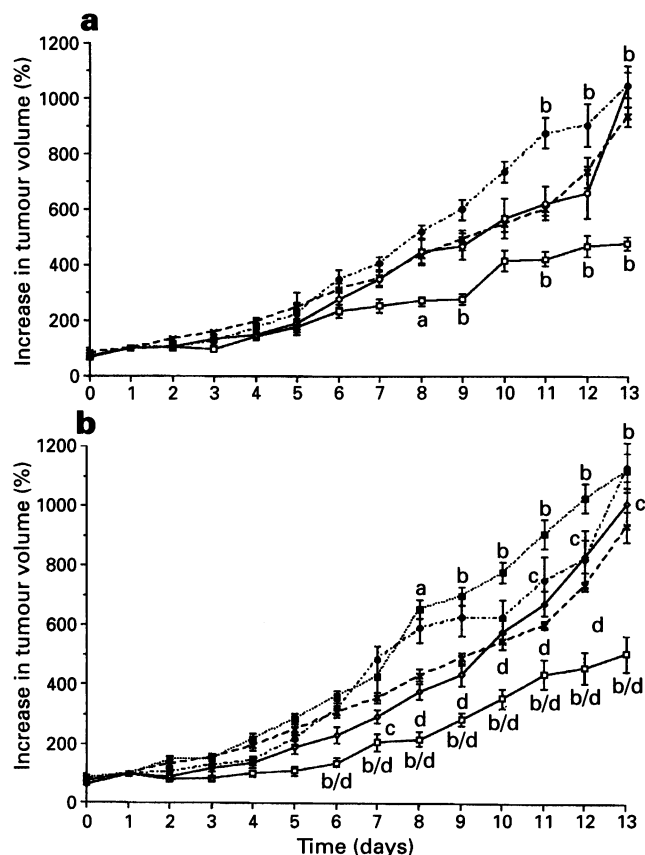 a
Increase in tumour volume (%)
1200
1000
800
600
400
200
0
b
b b
a b b b b
0 1 2 3 4 5 6 7 8 9 10 11 12 13
b
Increase in tumour volume (%)
1200
1000
800
600
400
200
0
b
b
b
b
a b
c
c
c
d
d
d
d
d
c
b/d b/d b/d b/d b/d b/d b/d b/d
0 1 2 3 4 5 6 7 8 9 10 11 12 13
Time (days)